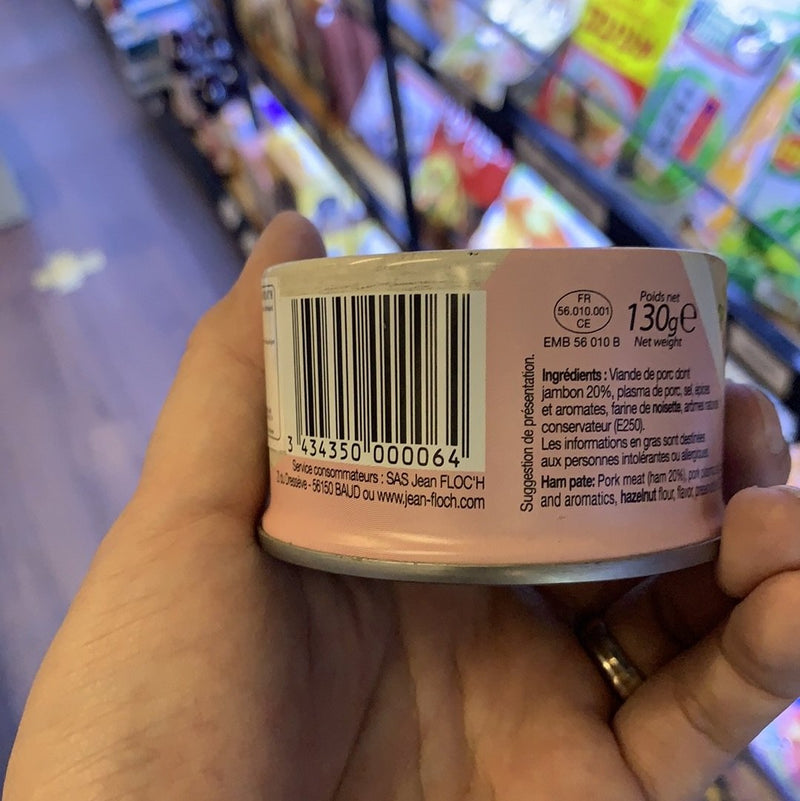 3 434350 000064
Service consommateurs : SAS Jean FLOC'H
56150 BAUD ou www.jean-floch.com
Suggestion de présentation.
FR
56.010.001
CE
EMB 56 010 B
Poids net
130g e
Net weight
Ingrédients : Viande de porc dont
jambon 20%, plasma de porc, sel, épices
et aromates, farine de noisette, arômes
conservateur (E250).
Les informations en gras sont destinées
aux personnes intolérantes ou allergiques.
Ham pate: Pork meat (ham 20%), pork
and aromatics, hazelnut flour, flavor,